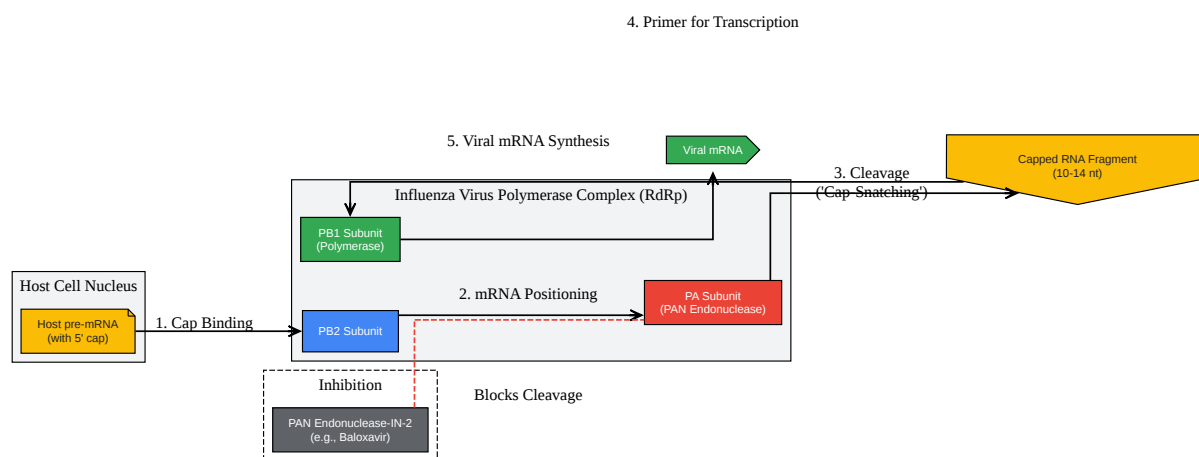 4. Primer for Transcription
5. Viral mRNA Synthesis
Viral mRNA
Capped RNA Fragment
(10-14 nt)
3. Cleavage
('Cap-Snatching')
Influenza Virus Polymerase Complex (RdRp)
PB1 Subunit
(Polymerase)
Host Cell Nucleus
Host pre-mRNA
(with 5' cap)
1. Cap Binding
PB2 Subunit
2. mRNA Positioning
PA Subunit
(PAN Endonuclease)
Inhibition
Blocks Cleavage
PAN Endonuclease-IN-2
(e.g., Baloxavir)